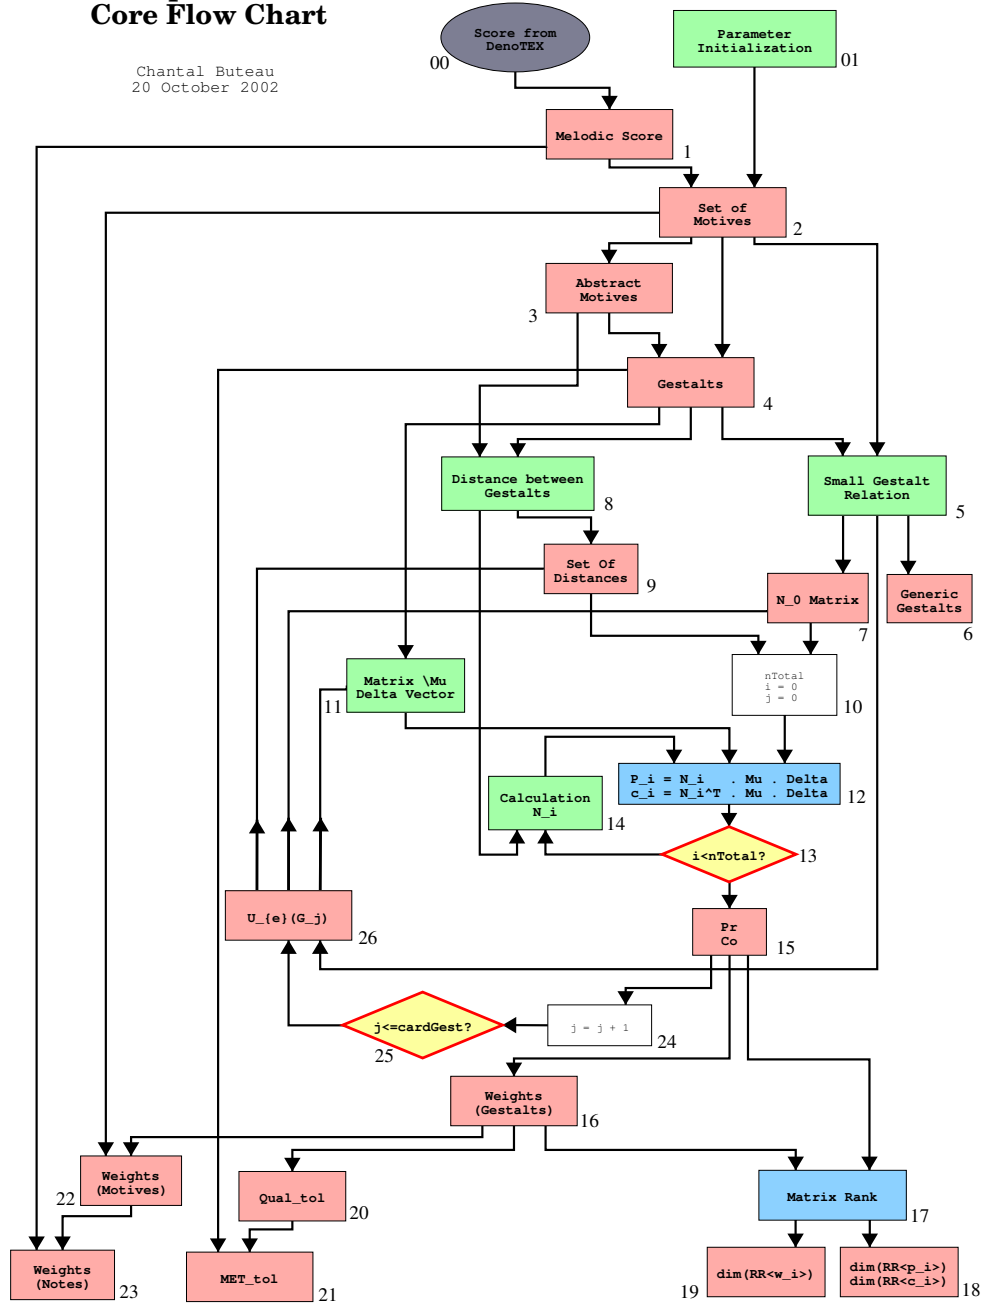 Core Flow Chart
Chantal Buteau
20 October 2002
Score from
DenoTEX
00
Parameter
Initialization
01
Melodic Score
1
Set of
Motives
2
Abstract
Motives
3
Gestalts
4
Distance between
Gestalts
8
Small Gestalt
Relation
5
Set Of
Distances
9
N_0 Matrix
7
Generic
Gestalts
6
Matrix \Mu
Delta Vector
11
nTotal
i = 0
j = 0
10
P_i = N_i   . Mu . Delta
c_i = N_i^T . Mu . Delta
12
Calculation
N_i
14
i<nTotal?
13
U_{e}(G_j)
26
Pr
Co
15
j<=cardGest?
25
j = j + 1
24
Weights
(Gestalts)
16
Weights
(Motives)
22
Qual_tol
20
Matrix Rank
17
Weights
(Notes)
23
MET_tol
21
dim(RR<w_i>)
19
dim(RR<p_i>)
dim(RR<c_i>)
18